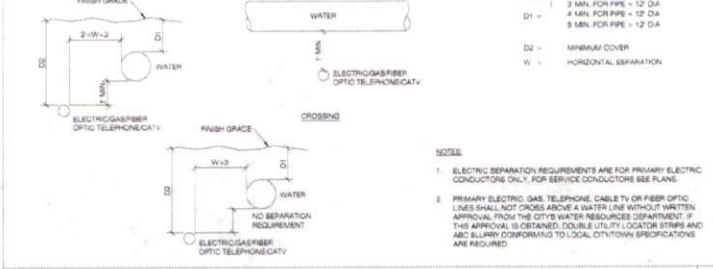 FINISH GRADE
D2
2'<W<3'
D1
WATER
1' MIN.
ELECTRIC/GAS/FIBER
OPTIC TELEPHONE/CATV
WATER
1' MIN.
ELECTRIC/GAS/FIBER
OPTIC TELEPHONE/CATV
CROSSING
D1 =
3' MIN. FOR PIPE < 12" DIA
4' MIN. FOR PIPE = 12" DIA
5' MIN. FOR PIPE > 12" DIA
D2 = MINIMUM COVER
W = HORIZONTAL SEPARATION
FINISH GRADE
D2
W>3'
D1
WATER
NO SEPARATION
REQUIREMENT
ELECTRIC/GAS/FIBER
OPTIC TELEPHONE/CATV
NOTES:
1. ELECTRIC SEPARATION REQUIREMENTS ARE FOR PRIMARY ELECTRIC
CONDUCTORS ONLY. FOR SERVICE CONDUCTORS SEE PLANS.
2. PRIMARY ELECTRIC, GAS, TELEPHONE, CABLE TV OR FIBER OPTIC
LINES SHALL NOT CROSS ABOVE A WATER LINE WITHOUT WRITTEN
APPROVAL FROM THE CITY'S WATER RESOURCES DEPARTMENT. IF
THIS APPROVAL IS OBTAINED, DOUBLE UTILITY LOCATOR STRIPS AND
ABC SLURRY CONFORMING TO LOCAL CITY/TOWN SPECIFICATIONS
ARE REQUIRED.